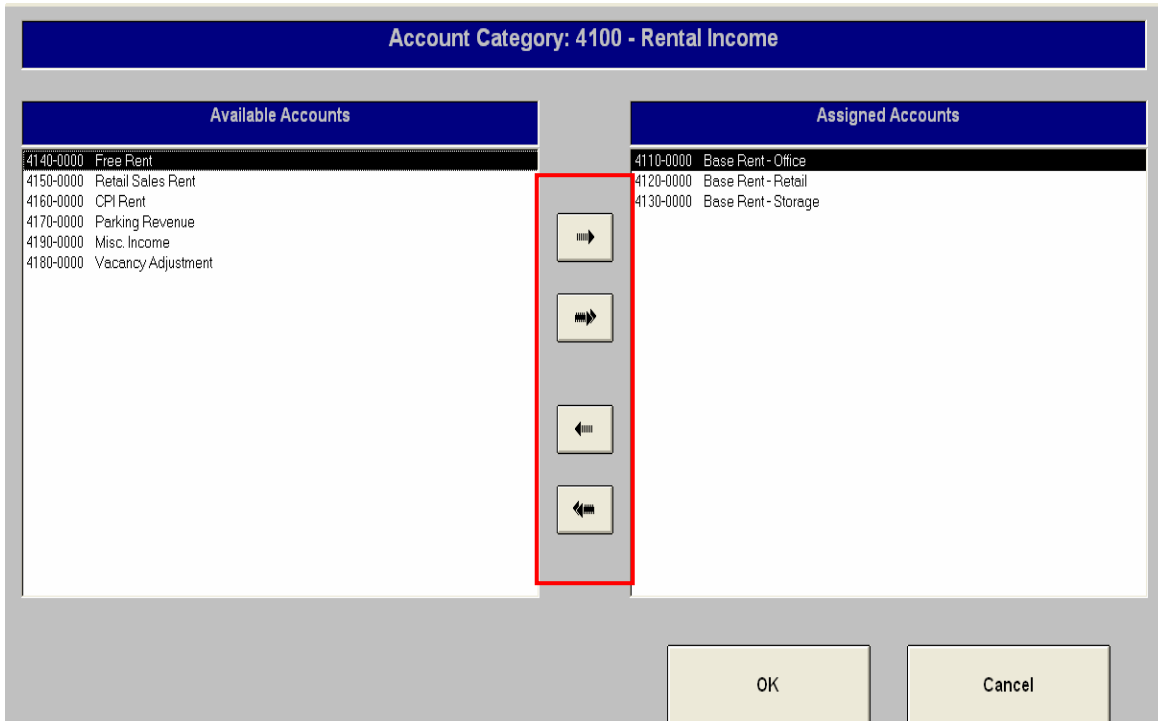 Account Category: 4100 - Rental Income
Available Accounts
4140-0000 Free Rent
4150-0000 Retail Sales Rent
4160-0000 CPI Rent
4170-0000 Parking Revenue
4190-0000 Misc. Income
4180-0000 Vacancy Adjustment
Assigned Accounts
4110-0000 Base Rent - Office
4120-0000 Base Rent - Retail
4130-0000 Base Rent - Storage
OK
Cancel